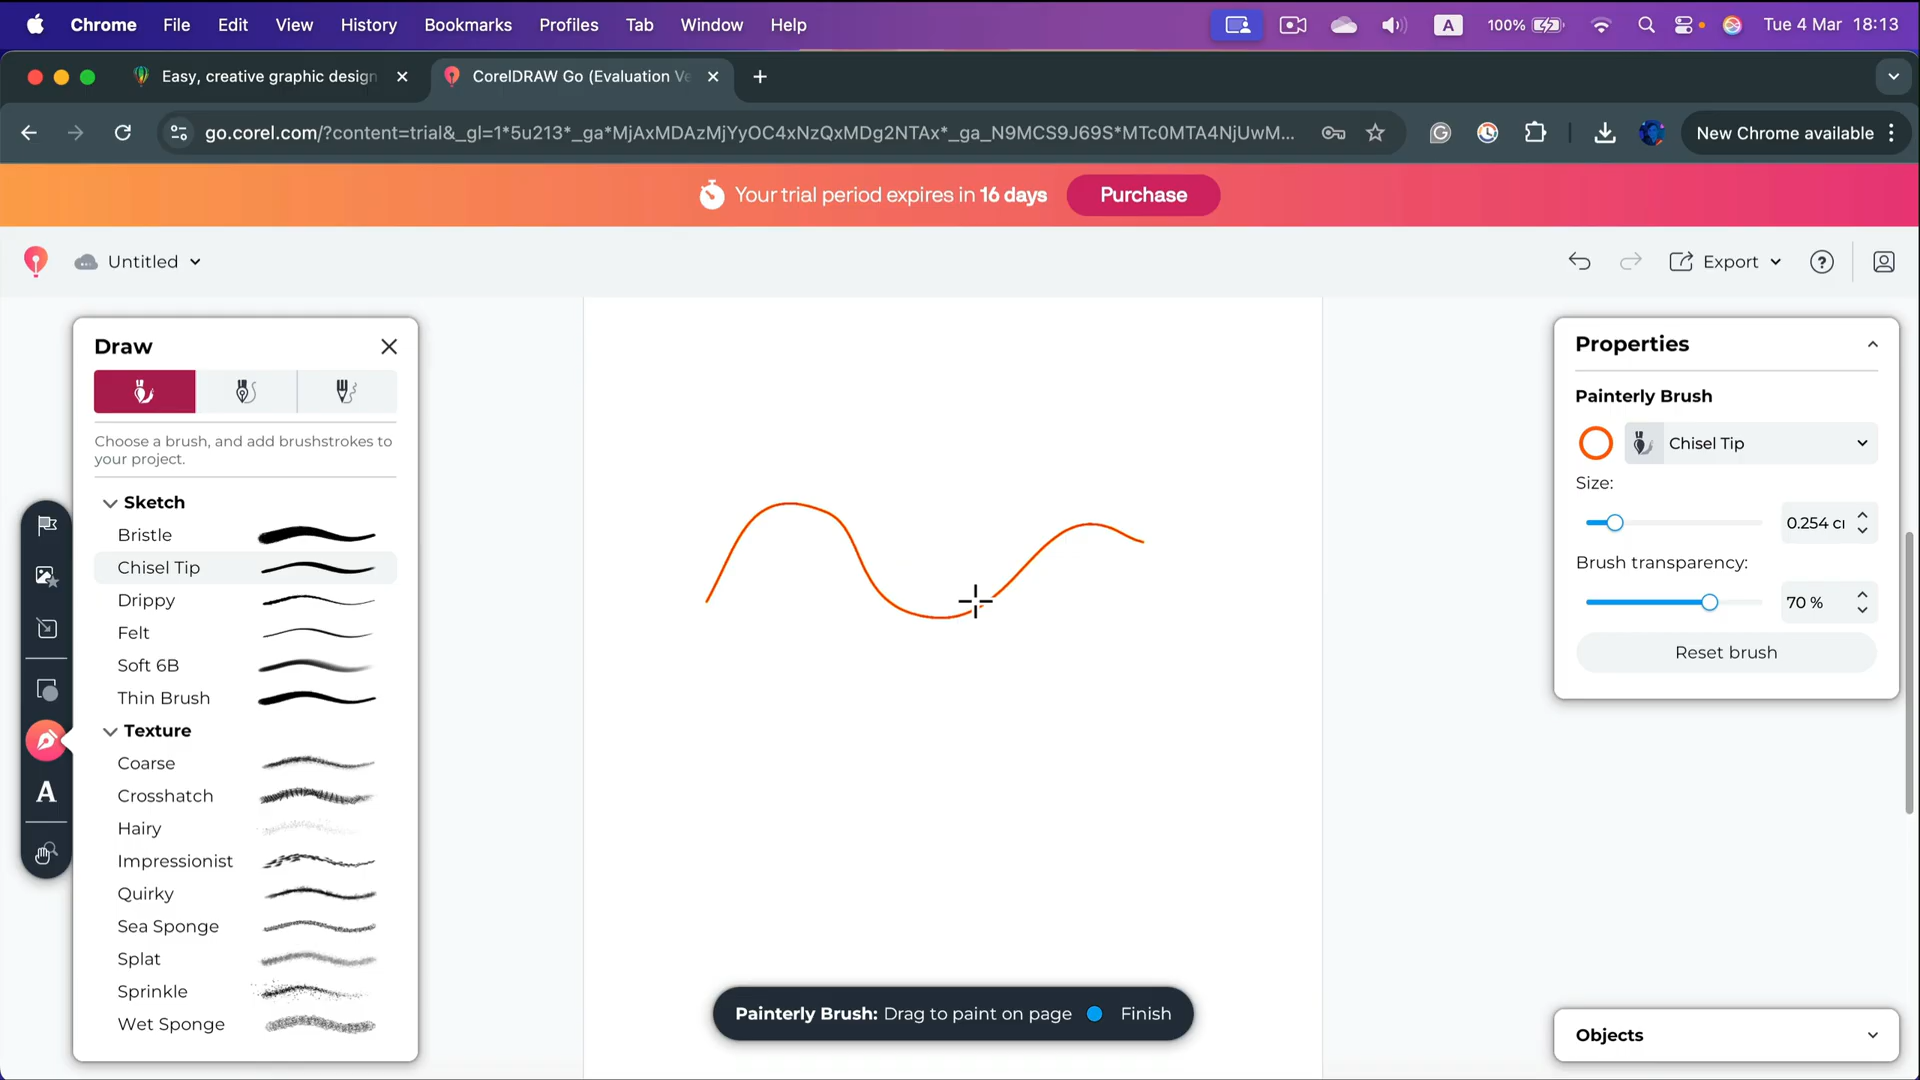 Chrome File Edit View History Bookmarks Profiles Tab Window Help A 100% Tue 4 Mar 18:13
Easy, creative graphic design CorelDRAW Go (Evaluation Ve
go.corel.com/?content=trial&_gl=1*5u213*_ga*MjAxMDAzMjYyOC4xNzQxMDg2NTAx*_ga_N9MCS9J69S*MTc0MTA4NjUwM... New Chrome available
Your trial period expires in 16 days Purchase
Untitled Export ?
Draw
Choose a brush, and add brushstrokes to
your project.
Sketch
Bristle
Chisel Tip
Drippy
Felt
Soft 6B
Thin Brush
Texture
Coarse
Crosshatch
Hairy
Impressionist
Quirky
Sea Sponge
Splat
Sprinkle
Wet Sponge
A
Properties
Painterly Brush
Chisel Tip
Size:
0.254 cı
Brush transparency:
70 %
Reset brush
Painterly Brush: Drag to paint on page Finish
Objects